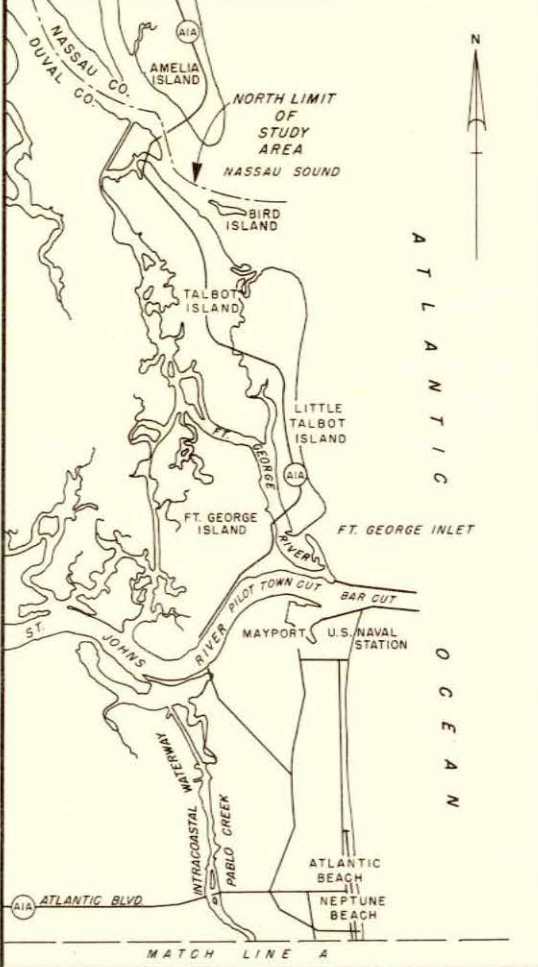 N
A1A
NASSAU CO.
DUVAL CO.
AMELIA
ISLAND
NORTH LIMIT
OF
STUDY
AREA
NASSAU SOUND
BIRD
ISLAND
ATLANTIC
TALBOT
ISLAND
LITTLE
TALBOT
ISLAND
FT. GEORGE
RIVER
A1A
FT. GEORGE
ISLAND
FT. GEORGE INLET
PILOT TOWN CUT
BAR CUT
ST. JOHNS RIVER
MAYPORT
U.S. NAVAL
STATION
OCEAN
INTRACOASTAL WATERWAY
PABLO CREEK
ATLANTIC
BEACH
A1A
ATLANTIC BLVD.
NEPTUNE
BEACH
MATCH LINE A